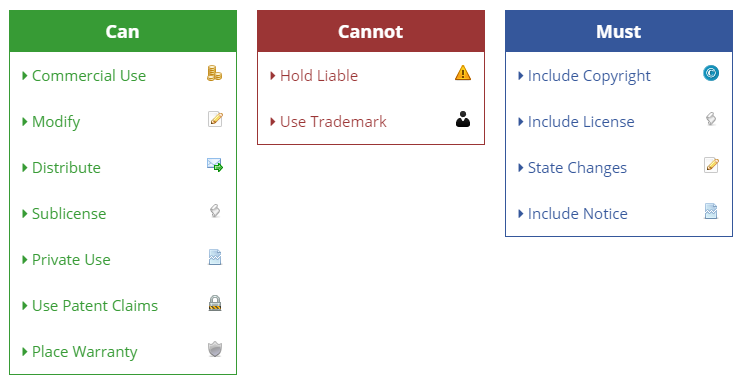 Can
Commercial Use
Modify
Distribute
Sublicense
Private Use
Use Patent Claims
Place Warranty
Cannot
Hold Liable
Use Trademark
Must
Include Copyright
Include License
State Changes
Include Notice